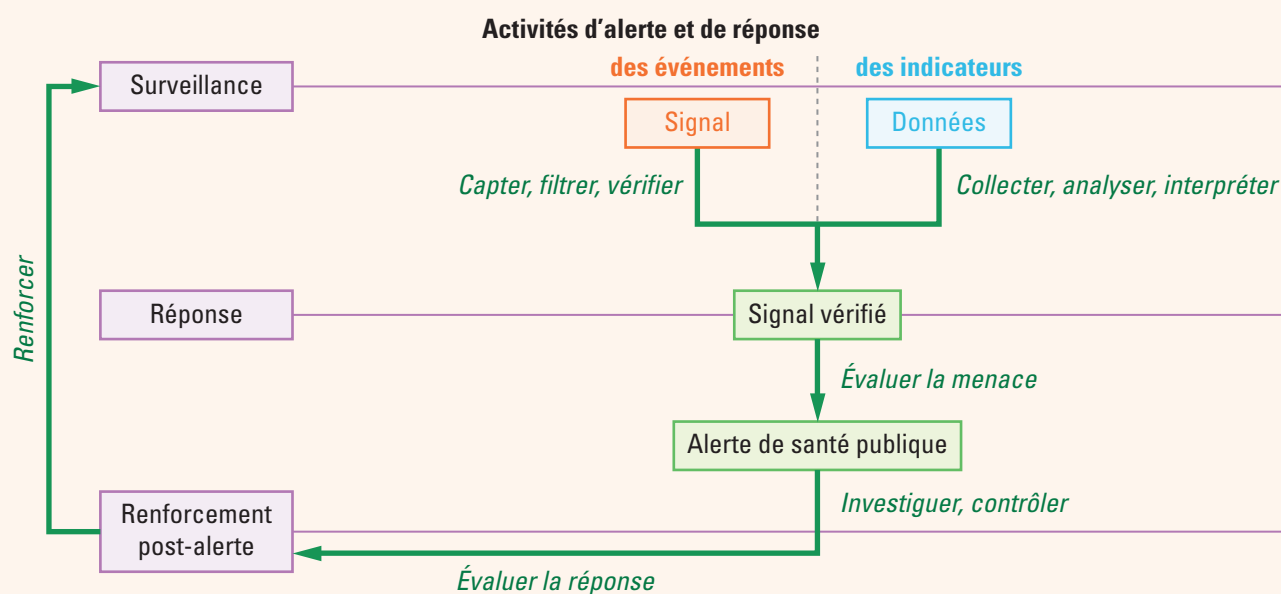 Activités d’alerte et de réponse
des événements
des indicateurs
Surveillance
Signal
Données
Capter, filtrer, vérifier
Collecter, analyser, interpréter
Renforcer
Réponse
Signal vérifié
Évaluer la menace
Alerte de santé publique
Investiguer, contrôler
Renforcement
post-alerte
Évaluer la réponse